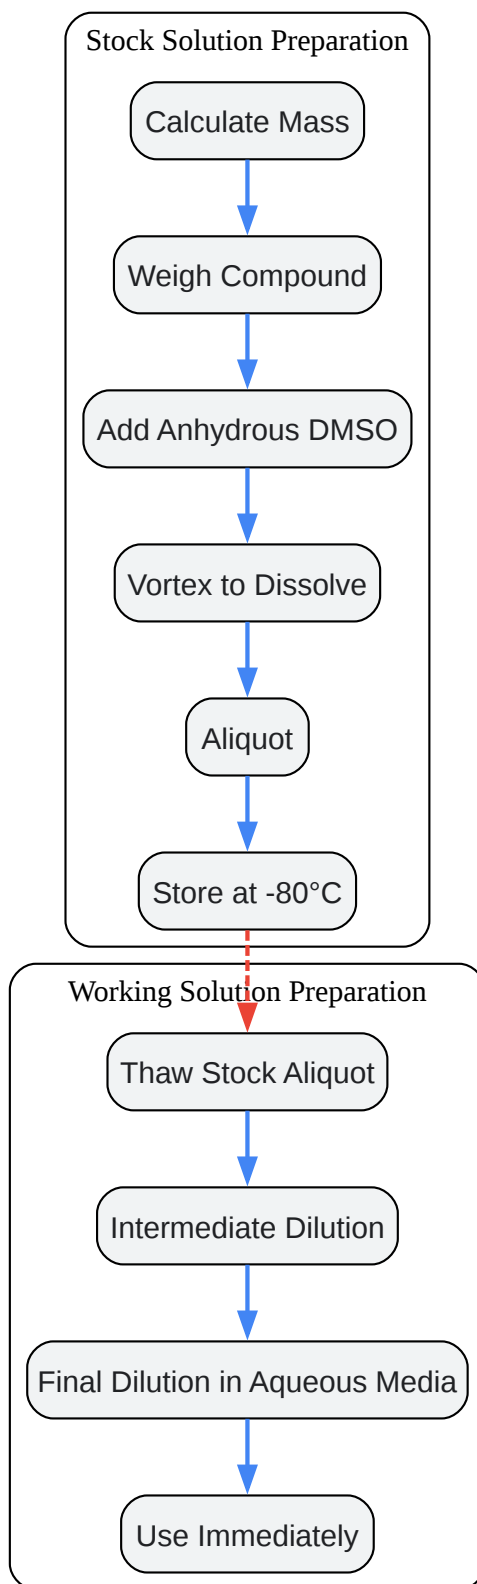 Stock Solution Preparation
Calculate Mass
Weigh Compound
Add Anhydrous DMSO
Vortex to Dissolve
Aliquot
Store at -80°C
Working Solution Preparation
Thaw Stock Aliquot
Intermediate Dilution
Final Dilution in Aqueous Media
Use Immediately